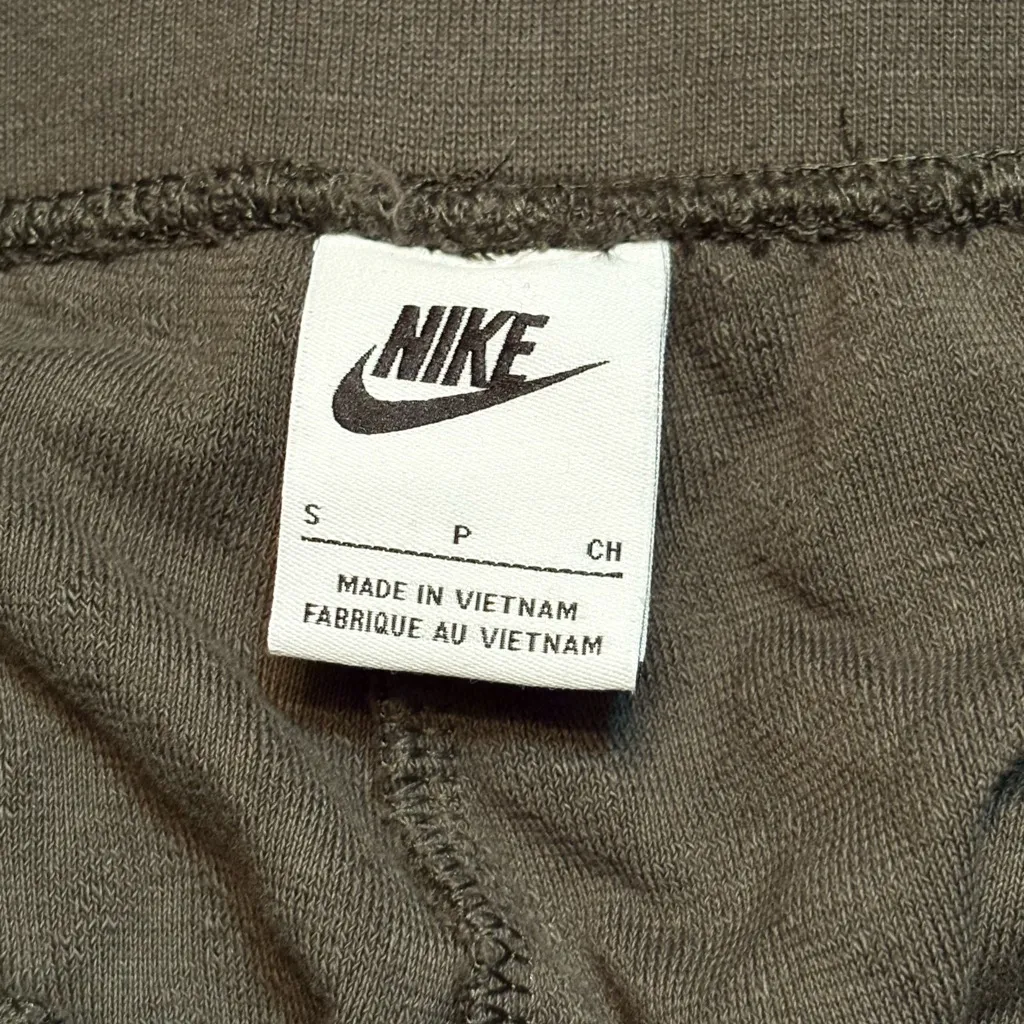 NIKE
S P CH
MADE IN VIETNAM
FABRIQUE AU VIETNAM